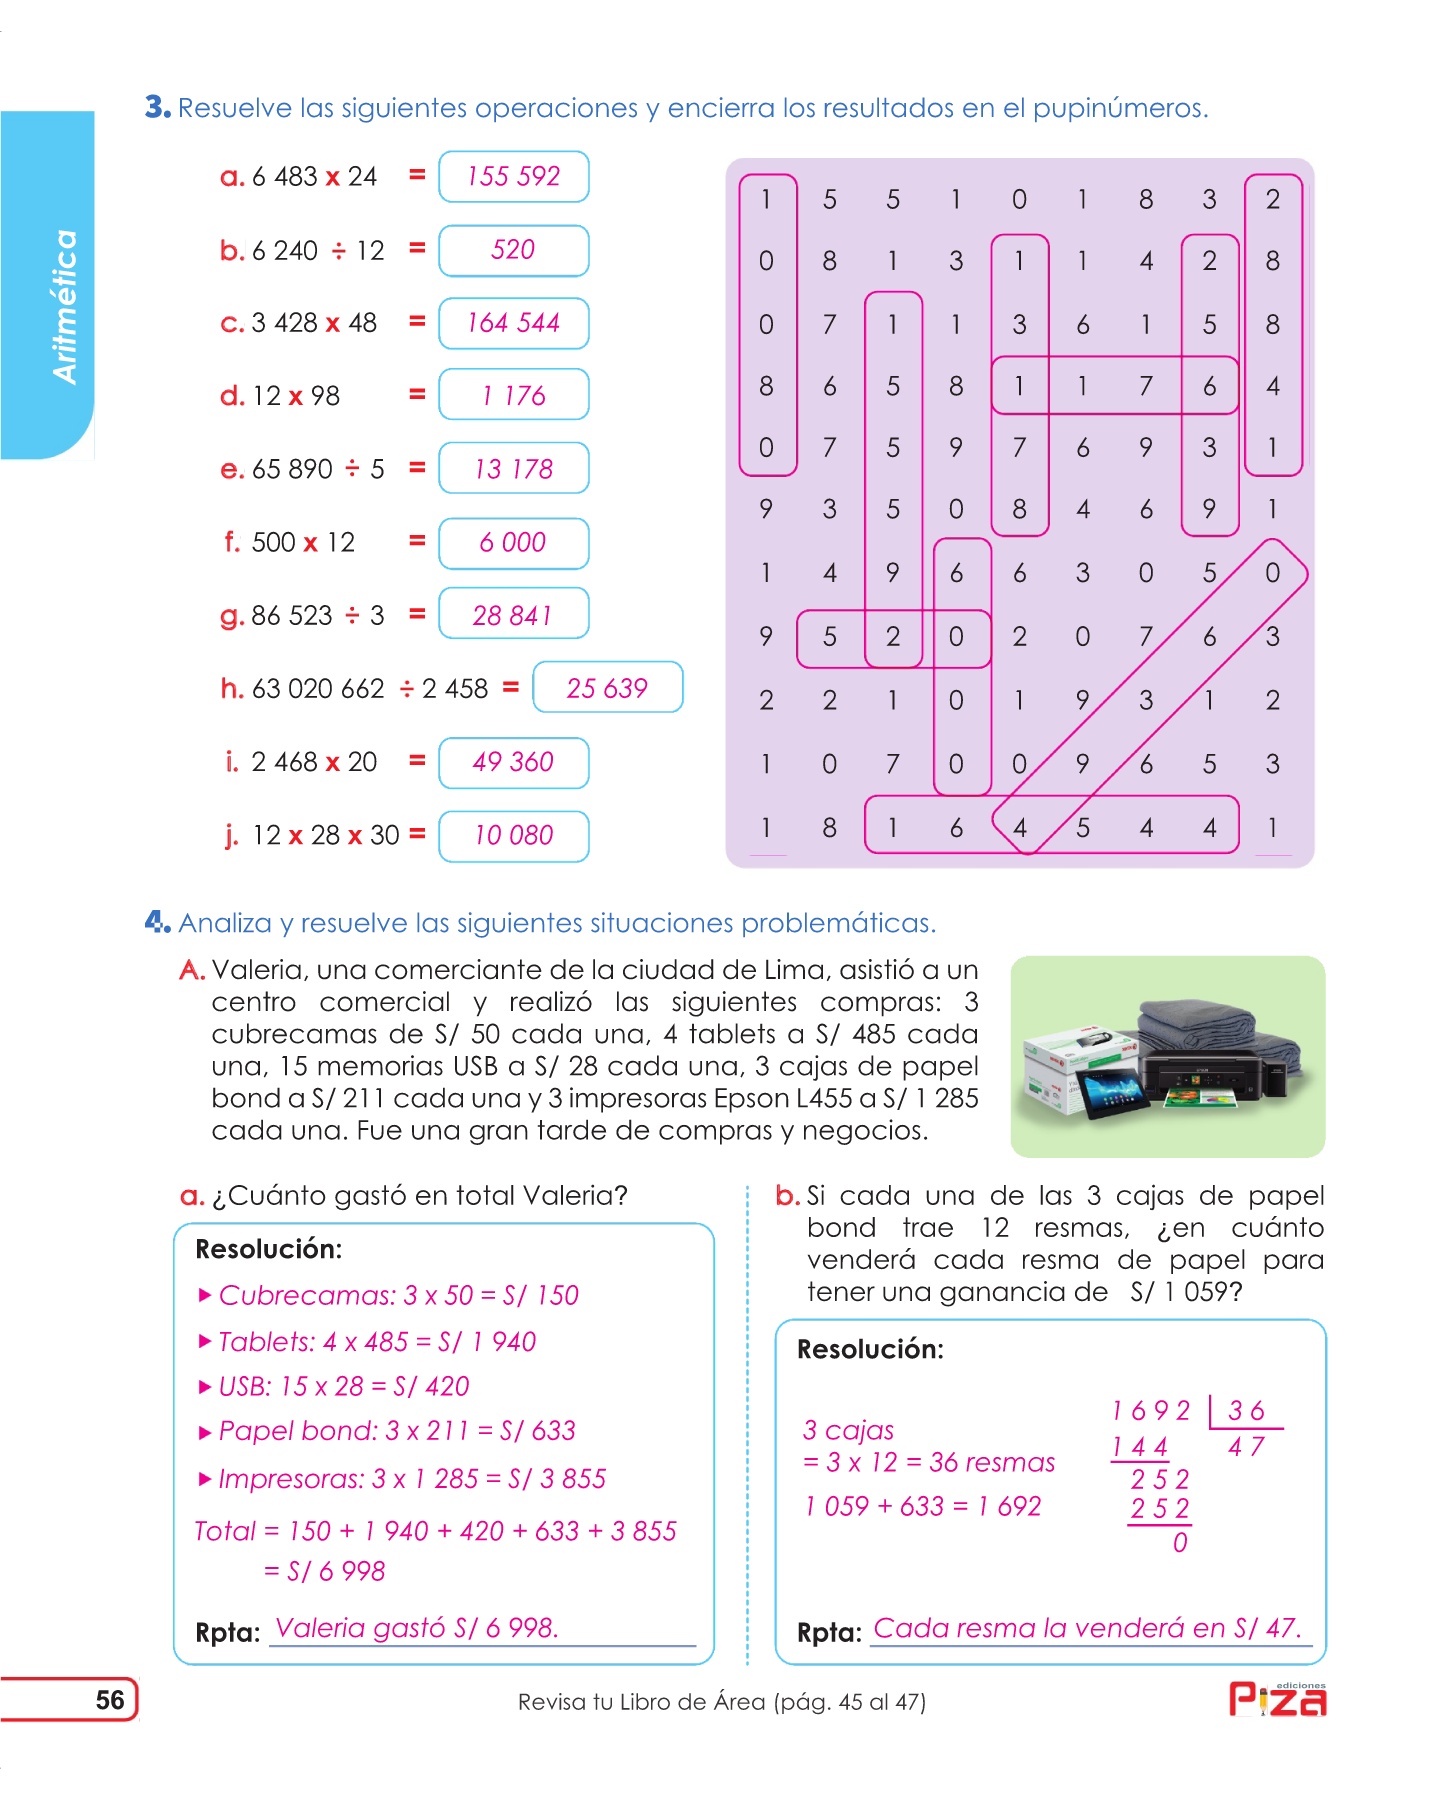 Aritmética
3. Resuelve las siguientes operaciones y encierra los resultados en el pupinúmeros.
a. 6 483 x 24 = 155 592
b. 6 240 ÷ 12 = 520
c. 3 428 x 48 = 164 544
d. 12 x 98 = 1 176
e. 65 890 ÷ 5 = 13 178
f. 500 x 12 = 6 000
g. 86 523 ÷ 3 = 28 841
h. 63 020 662 ÷ 2 458 = 25 639
i. 2 468 x 20 = 49 360
j. 12 x 28 x 30 = 10 080
1 5 5 1 0 1 8 3 2
0 8 1 3 1 1 4 2 8
0 7 1 1 3 6 1 5 8
8 6 5 8 1 1 7 6 4
0 7 5 9 7 6 9 3 1
9 3 5 0 8 4 6 9 1
1 4 9 6 6 3 0 5 0
9 5 2 0 2 0 7 6 3
2 2 1 0 1 9 3 1 2
1 0 7 0 0 9 6 5 3
1 8 1 6 4 5 4 4 1
4. Analiza y resuelve las siguientes situaciones problemáticas.
A. Valeria, una comerciante de la ciudad de Lima, asistió a un
centro comercial y realizó las siguientes compras: 3
cubrecamas de S/ 50 cada una, 4 tablets a S/ 485 cada
una, 15 memorias USB a S/ 28 cada una, 3 cajas de papel
bond a S/ 211 cada una y 3 impresoras Epson L455 a S/ 1 285
cada una. Fue una gran tarde de compras y negocios.
a. ¿Cuánto gastó en total Valeria?
Resolución:
Cubrecamas: 3 x 50 = S/ 150
Tablets: 4 x 485 = S/ 1 940
USB: 15 x 28 = S/ 420
Papel bond: 3 x 211 = S/ 633
Impresoras: 3 x 1 285 = S/ 3 855
Total = 150 + 1 940 + 420 + 633 + 3 855
= S/ 6 998
Rpta: Valeria gastó S/ 6 998.
b. Si cada una de las 3 cajas de papel
bond trae 12 resmas, ¿en cuánto
venderá cada resma de papel para
tener una ganancia de S/ 1 059?
Resolución:
3 cajas
= 3 x 12 = 36 resmas
1 059 + 633 = 1 692
1 6 9 2 3 6
1 4 4 4 7
2 5 2
2 5 2
0
Rpta: Cada resma la venderá en S/ 47.
56
Revisa tu Libro de Área (pág. 45 al 47)
ediciones
Piza